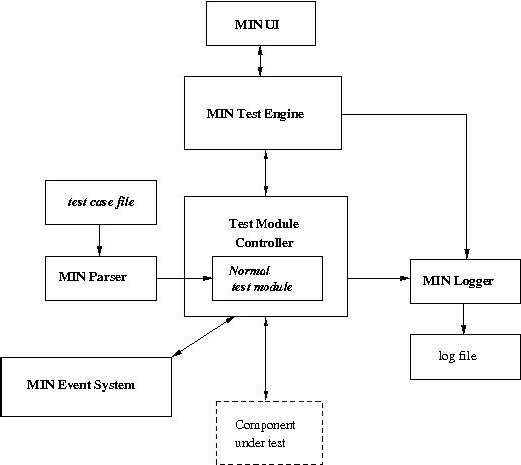 MIN UI
MIN Test Engine
test case file
Test Module
Controller
Normal
test module
MIN Parser
MIN Logger
log file
MIN Event System
Component
under test